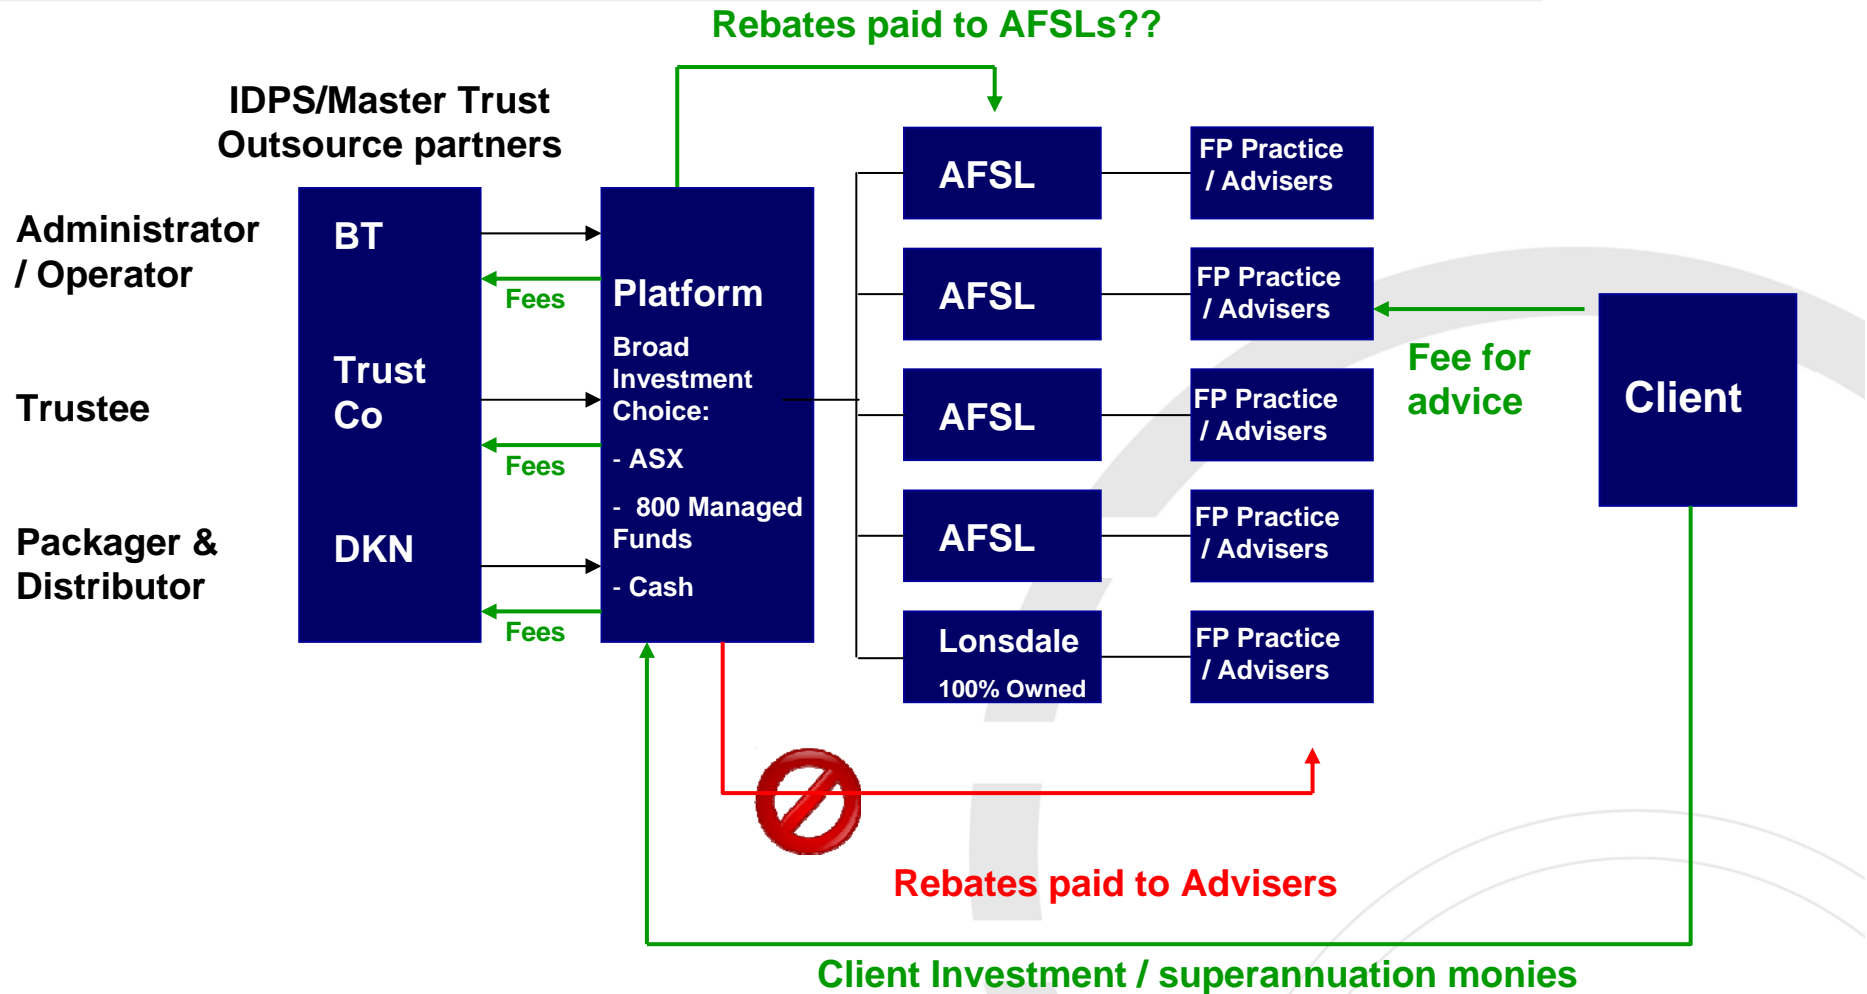 Rebates paid to AFSLs??
IDPS/Master Trust
Outsource partners
Administrator
/ Operator
Trustee
Packager &
Distributor
BT
Trust
Co
DKN
Fees
Fees
Fees
Platform
Broad
Investment
Choice:
- ASX
- 800 Managed
Funds
- Cash
AFSL
FP Practice
/ Advisers
AFSL
FP Practice
/ Advisers
AFSL
FP Practice
/ Advisers
AFSL
FP Practice
/ Advisers
Lonsdale
100% Owned
FP Practice
/ Advisers
Fee for
advice
Client
Rebates paid to Advisers
Client Investment / superannuation monies